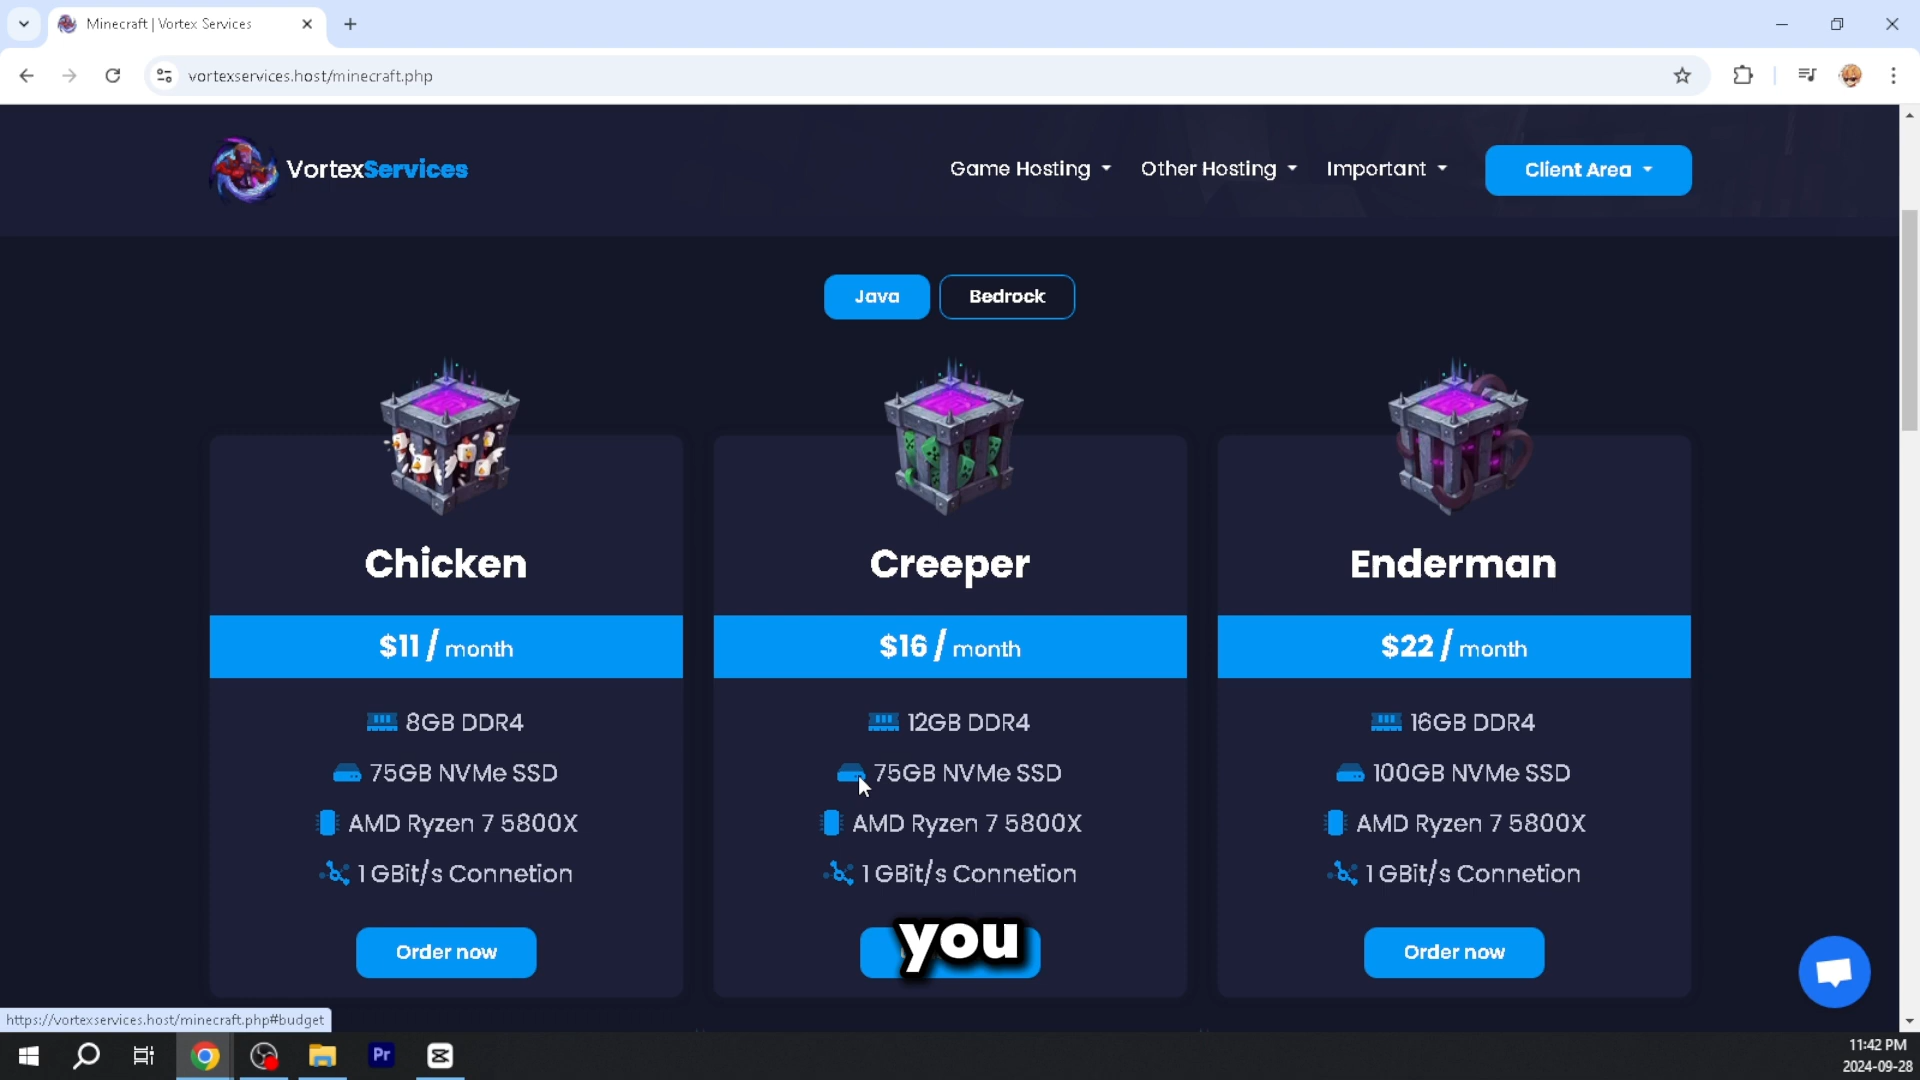 Minecraft | Vortex Services
vortexservices.host/minecraft.php
VortexServices
Game Hosting
Other Hosting
Important
Client Area
Java
Bedrock
Chicken
$11 / month
8GB DDR4
75GB NVMe SSD
AMD Ryzen 7 5800X
1 GBit/s Connetion
Order now
Creeper
$16 / month
12GB DDR4
75GB NVMe SSD
AMD Ryzen 7 5800X
1 GBit/s Connetion
you
Enderman
$22 / month
16GB DDR4
100GB NVMe SSD
AMD Ryzen 7 5800X
1 GBit/s Connetion
Order now
https://vortexservices.host/minecraft.php#budget
Pr
11:42 PM
2024-09-28